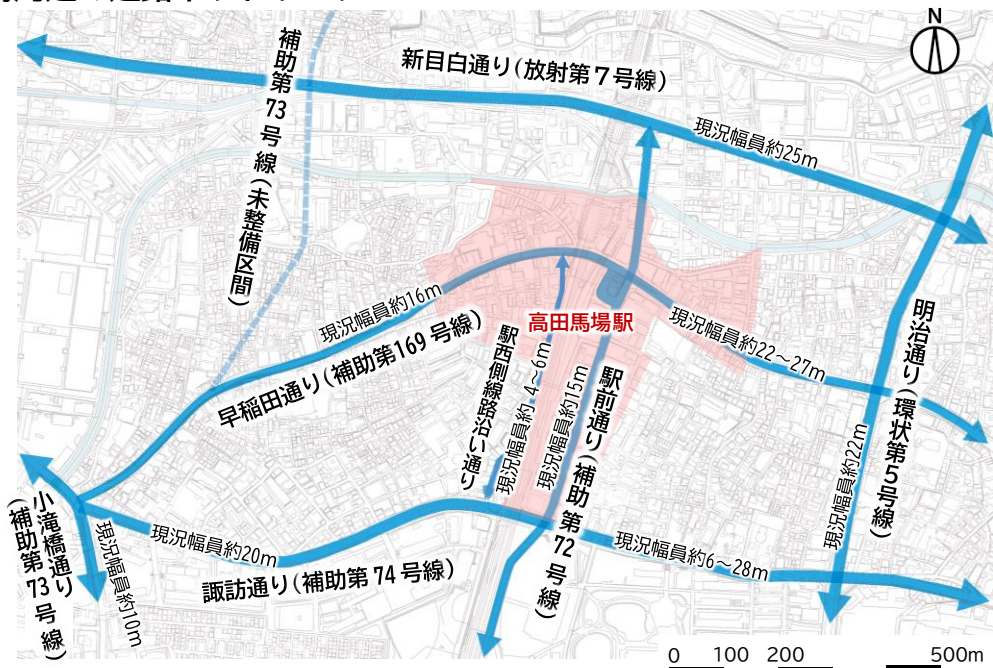 N
新目白通り(放射第７号線)
現況幅員約25m
補助第73号線(未整備区間)
現況幅員約16m
早稲田通り(補助第169号線)
高田馬場駅
現況幅員約22～27m
駅西側線路沿い通り
現況幅員約 4～6m
現況幅員約15m
駅前通り(補助第72号線)
明治通り(環状第５号線)
現況幅員約22m
小滝橋通り
(補助第73号線)
現況幅員約10m
現況幅員約20m
諏訪通り(補助第74号線)
現況幅員約6～28m
0 100 200 500m